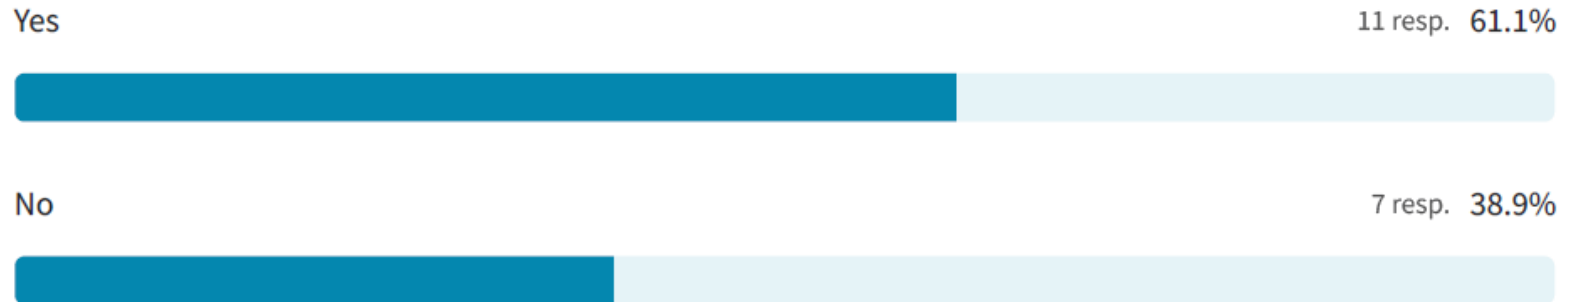 Yes 11 resp. 61.1%
No 7 resp. 38.9%